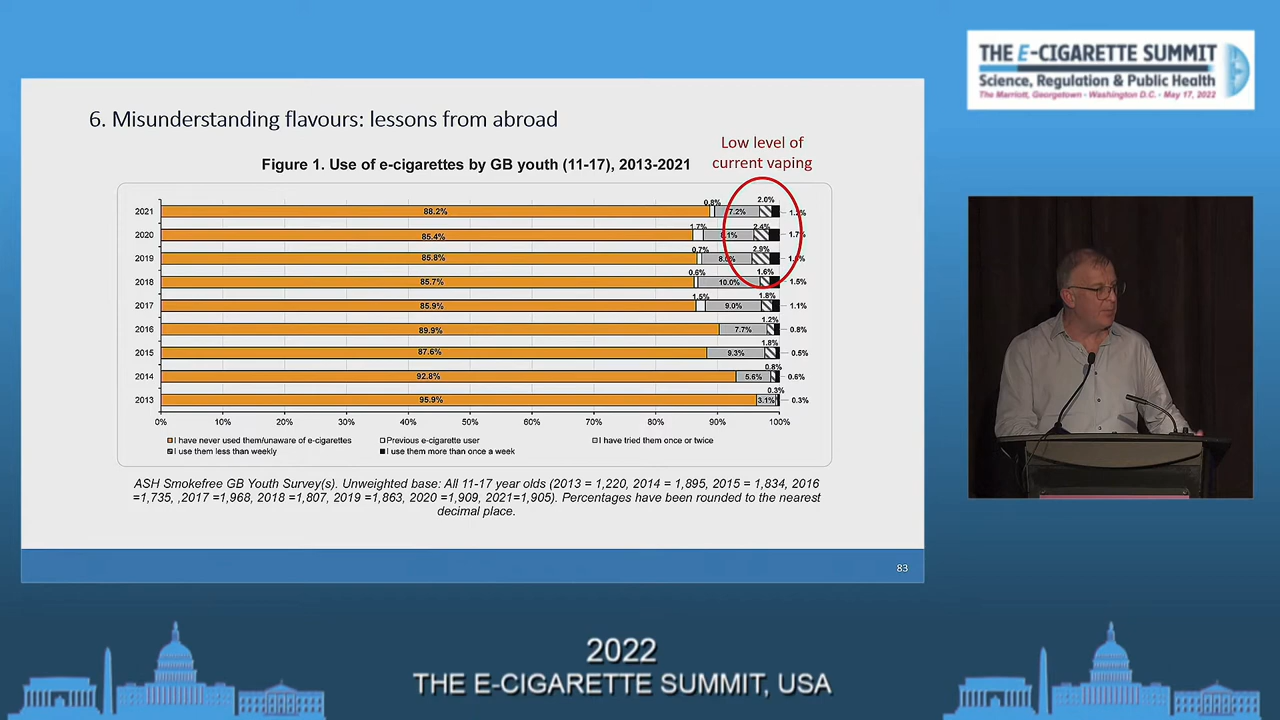 THE E-CIGARETTE SUMMIT
Science, Regulation & Public Health
The Marriott, Georgetown - Washington D.C. - May 17, 2022
6. Misunderstanding flavours: lessons from abroad
Low level of
current vaping
Figure 1. Use of e-cigarettes by GB youth (11-17), 2013-2021
2021 88.2% 0.8% 7.2% 2.0%
2020 85.4% 1.7% 2.4% 1.7%
2019 85.8% 0.7% 2.9%
2018 85.7% 0.6% 10.0% 1.6% 1.5%
2017 85.9% 1.5% 9.0% 1.8% 1.1%
2016 89.9% 7.7% 1.2% 0.8%
2015 87.6% 9.3% 1.8% 0.5%
2014 92.8% 5.6% 0.8% 0.6%
2013 95.9% 3.1% 0.3% 0.3%
0% 10% 20% 30% 40% 50% 60% 70% 80% 90% 100%
I have never used them/unaware of e-cigarettes Previous e-cigarette user I have tried them once or twice
I use them less than weekly I use them more than once a week
ASH Smokefree GB Youth Survey(s). Unweighted base: All 11-17 year olds (2013 = 1,220, 2014 = 1,895, 2015 = 1,834, 2016
=1,735, ,2017 =1,968, 2018 =1,807, 2019 =1,863, 2020 =1,909, 2021=1,905). Percentages have been rounded to the nearest
decimal place.
83
2022
THE E-CIGARETTE SUMMIT, USA